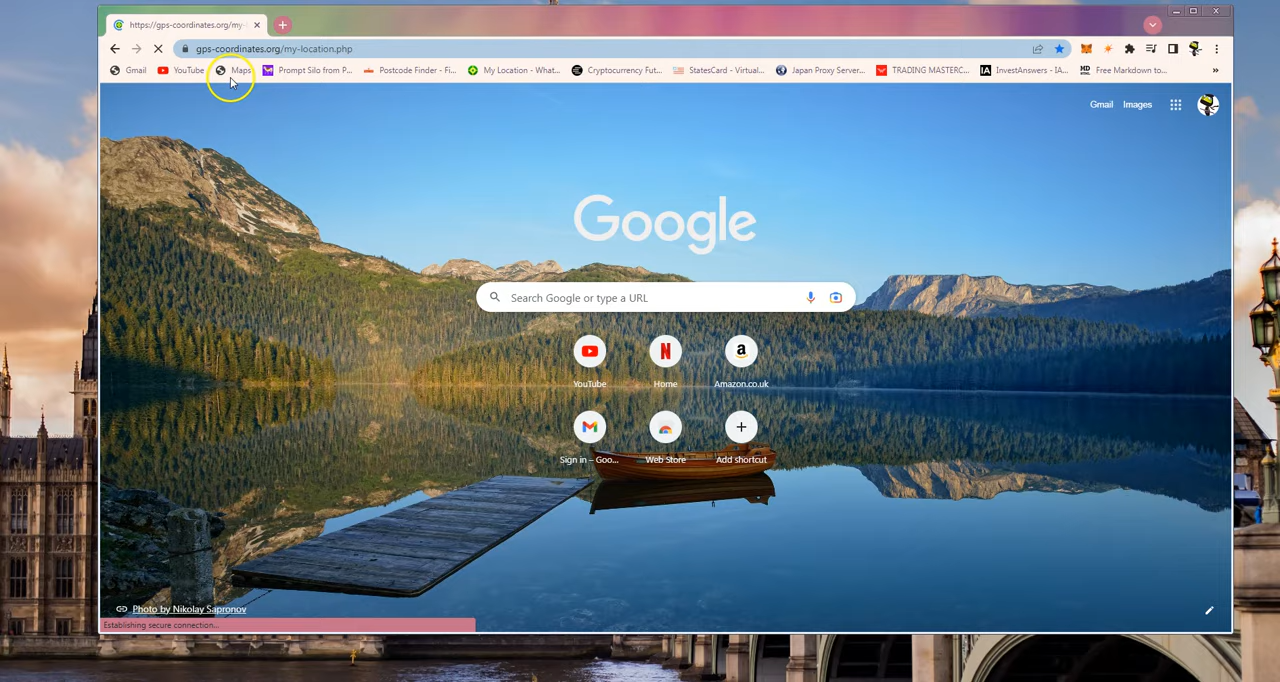 https://gps-coordinates.org/my-
gps-coordinates.org/my-location.php
Gmail YouTube Maps Prompt Silo from P... Postcode Finder - Fi... My Location - What... Cryptocurrency Fut... StatesCard - Virtual... Japan Proxy Server... TRADING MASTERC... IA InvestAnswers - IA... MD Free Markdown to... »
Gmail Images
Google
Search Google or type a URL
N a
YouTube Home Amazon.co.uk
Sign in – Goo... Web Store Add shortcut
Photo by Nikolay Sapronov
Establishing secure connection...